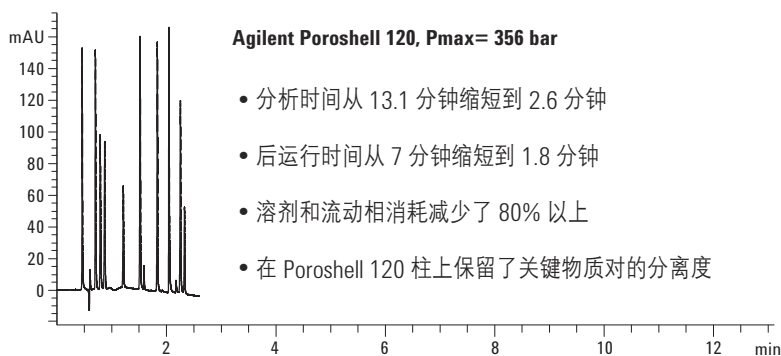 mAU
Agilent Poroshell 120, Pmax= 356 bar
140
120
100
80
60
40
20
0
• 分析时间从 13.1 分钟缩短到 2.6 分钟
• 后运行时间从 7 分钟缩短到 1.8 分钟
• 溶剂和流动相消耗减少了 80% 以上
• 在 Poroshell 120 柱上保留了关键物质对的分离度
2 4 6 8 10 12 min